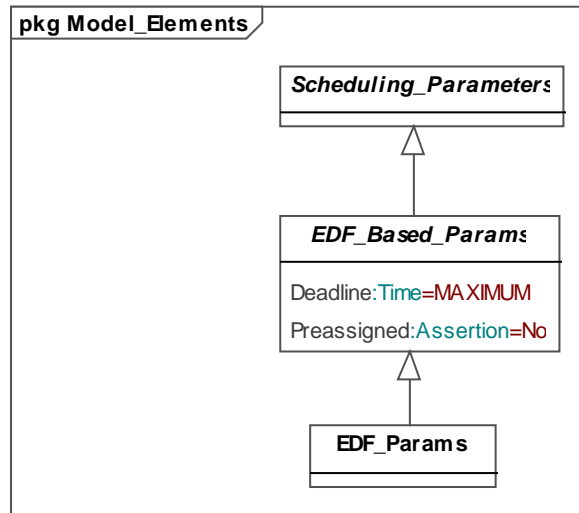 pkg Model_Elements
Scheduling_Parameters
EDF_Based_Params
Deadline:Time=MAXIMUM
Preassigned:Assertion=No
EDF_Params